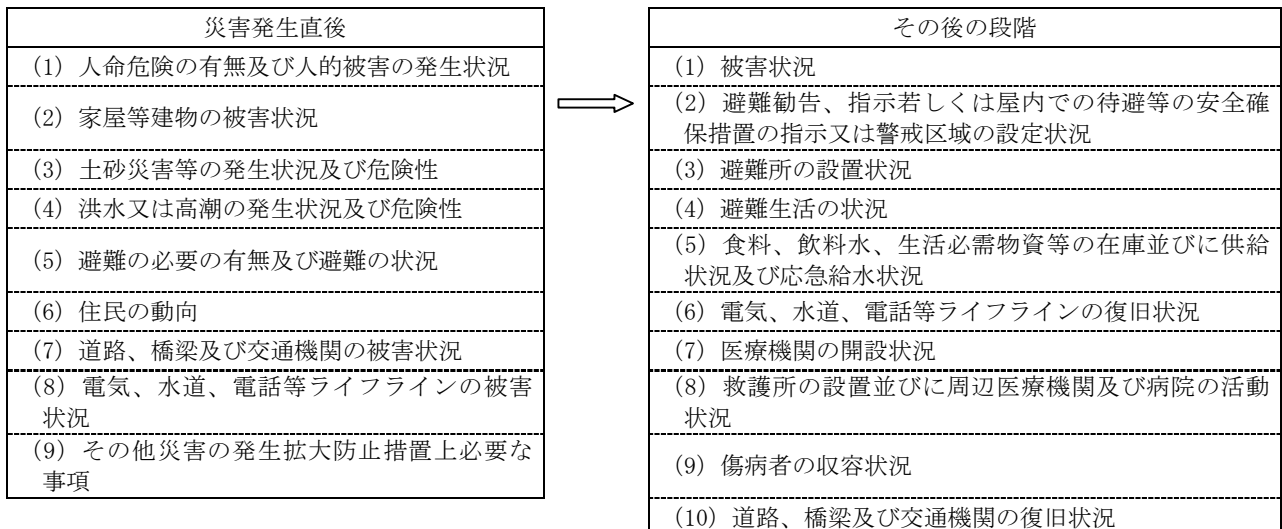 災害発生直後
(1) 人命危険の有無及び人的被害の発生状況
(2) 家屋等建物の被害状況
(3) 土砂災害等の発生状況及び危険性
(4) 洪水又は高潮の発生状況及び危険性
(5) 避難の必要の有無及び避難の状況
(6) 住民の動向
(7) 道路、橋梁及び交通機関の被害状況
(8) 電気、水道、電話等ライフラインの被害
状況
(9) その他災害の発生拡大防止措置上必要な
事項
その後の段階
(1) 被害状況
(2) 避難勧告、指示若しくは屋内での待避等の安全確
保措置の指示又は警戒区域の設定状況
(3) 避難所の設置状況
(4) 避難生活の状況
(5) 食料、飲料水、生活必需物資等の在庫並びに供給
状況及び応急給水状況
(6) 電気、水道、電話等ライフラインの復旧状況
(7) 医療機関の開設状況
(8) 救護所の設置並びに周辺医療機関及び病院の活動
状況
(9) 傷病者の収容状況
(10) 道路、橋梁及び交通機関の復旧状況